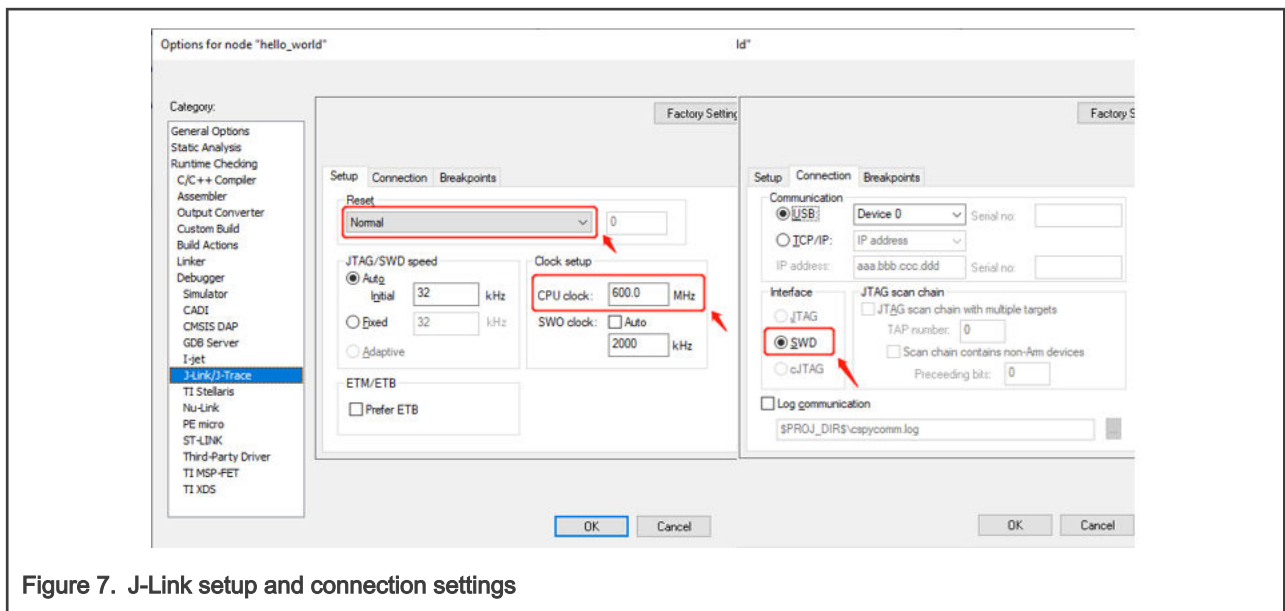 Options for node "hello_world"
ld"
Category:
General Options
Static Analysis
Runtime Checking
C/C++ Compiler
Assembler
Output Converter
Custom Build
Build Actions
Linker
Debugger
Simulator
CADI
CMSIS DAP
GDB Server
I-jet
J-Link/J-Trace
TI Stellaris
Nu-Link
PE micro
ST-LINK
Third-Party Driver
TI MSP-FET
TI XDS
Factory Setting
Setup Connection Breakpoints
Reset
Normal 0
JTAG/SWD speed
Auto
Initial 32 kHz
Fixed 32 kHz
Adaptive
Clock setup
CPU clock: 600.0 MHz
SWO clock: Auto
2000 kHz
ETM/ETB
Prefer ETB
OK Cancel
Factory S
Setup Connection Breakpoints
Communication
USB: Device 0 Serial no:
TCP/IP: IP address
IP address: aaa.bbb.ccc.ddd Serial no:
Interface
JTAG
SWD
cJTAG
JTAG scan chain
JTAG scan chain with multiple targets
TAP number: 0
Scan chain contains non-Arm devices
Preceeding bits: 0
Log communication
$PROJ_DIR$\cspycomm.log
...
OK Cancel
Figure 7. J-Link setup and connection settings